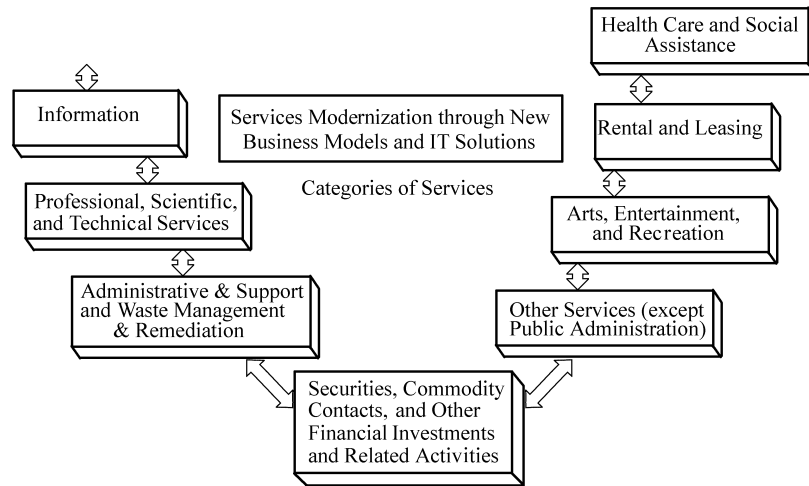 Health Care and Social
Assistance
Information
Services Modernization through New
Business Models and IT Solutions
Rental and Leasing
Categories of Services
Professional, Scientific,
and Technical Services
Arts, Entertainment,
and Recreation
Administrative & Support
and Waste Management
& Remediation
Other Services (except
Public Administration)
Securities, Commodity
Contacts, and Other
Financial Investments
and Related Activities